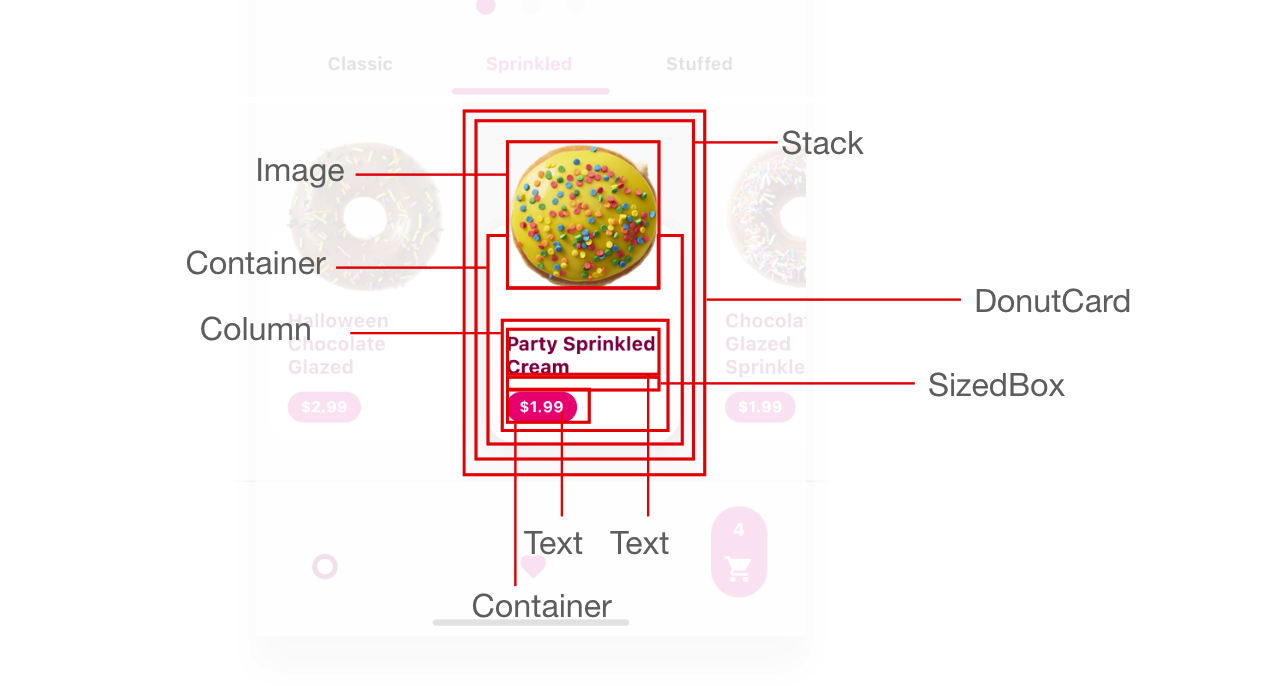 Classic
Sprinkled
Stuffed
Stack
Image
Container
DonutCard
Halloween
Chocolate
Glazed
$2.99
Column
Party Sprinkled
Cream
$1.99
Chocolat
Glazed
Sprinkle
$1.99
SizedBox
Text
Text
4
Container